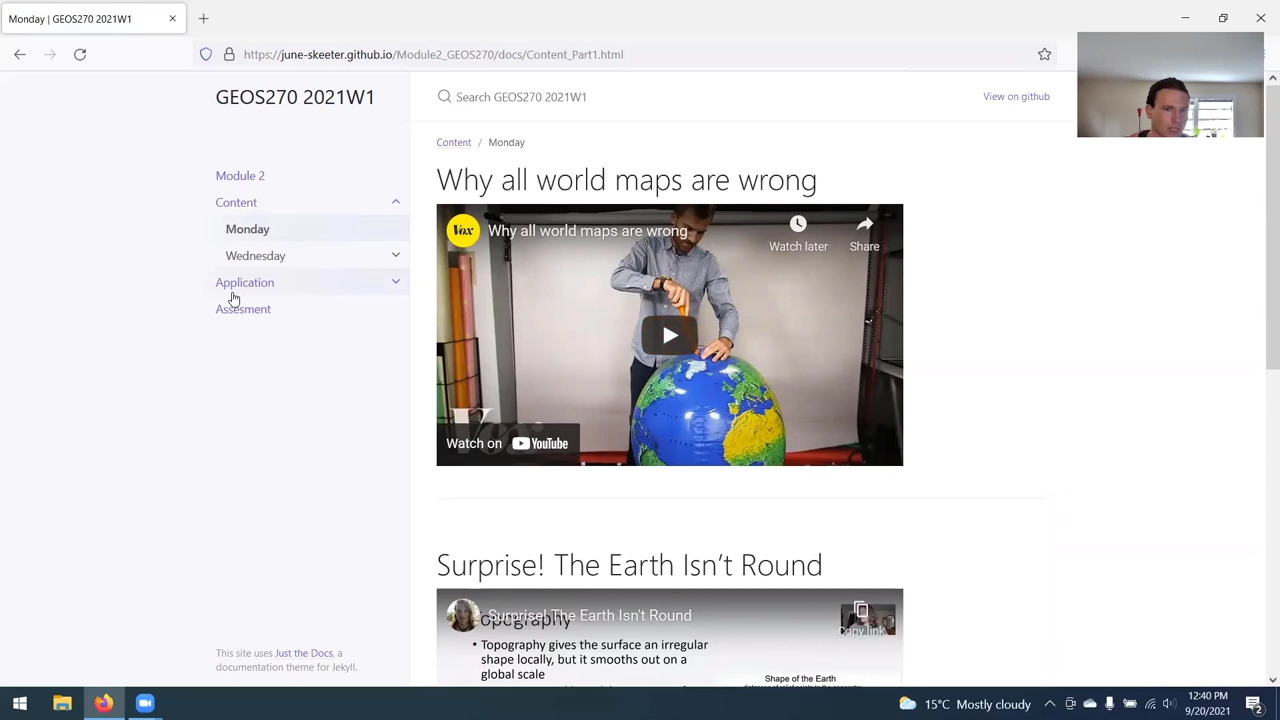 Monday | GEOS270 2021W1
https://june-skeeter.github.io/Module2_GEOS270/docs/Content_Part1.html
GEOS270 2021W1
Search GEOS270 2021W1
View on github
Content / Monday
Module 2
Content
Monday
Wednesday
Application
Assesment
Why all world maps are wrong
Vox
Why all world maps are wrong
Watch later
Share
Watch on YouTube
Surprise! The Earth Isn't Round
Surprise! The Earth Isn't Round
Copy link
Topography
• Topography gives the surface an irregular
shape locally, but it smooths out on a
global scale
Shape of the Earth
This site uses Just the Docs, a
documentation theme for Jekyll.
15°C Mostly cloudy
12:40 PM
9/20/2021
2